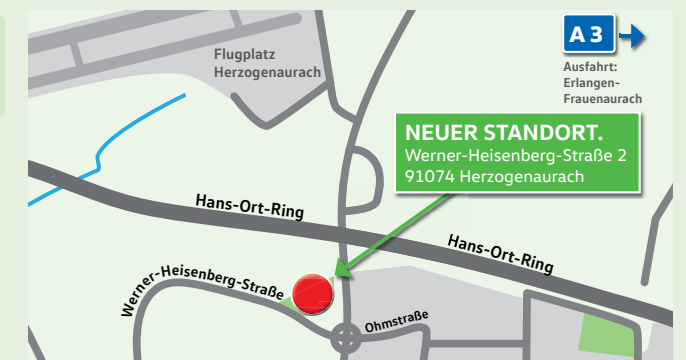 Flugplatz
Herzogenaurach
A 3
Ausfahrt:
Erlangen-
Frauenaurach
NEUER STANDORT.
Werner-Heisenberg-Straße 2
91074 Herzogenaurach
Hans-Ort-Ring
Hans-Ort-Ring
Werner-Heisenberg-Straße
Ohmstraße